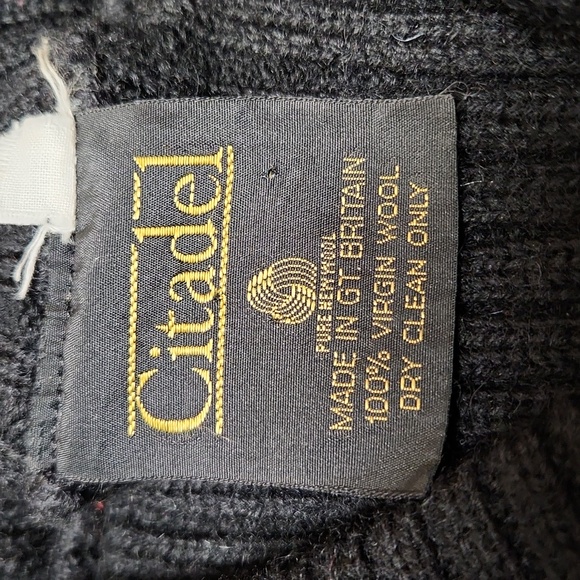 Citadel
PURE NEW WOOL
MADE IN GT. BRITAIN
100% VIRGIN WOOL
DRY CLEAN ONLY